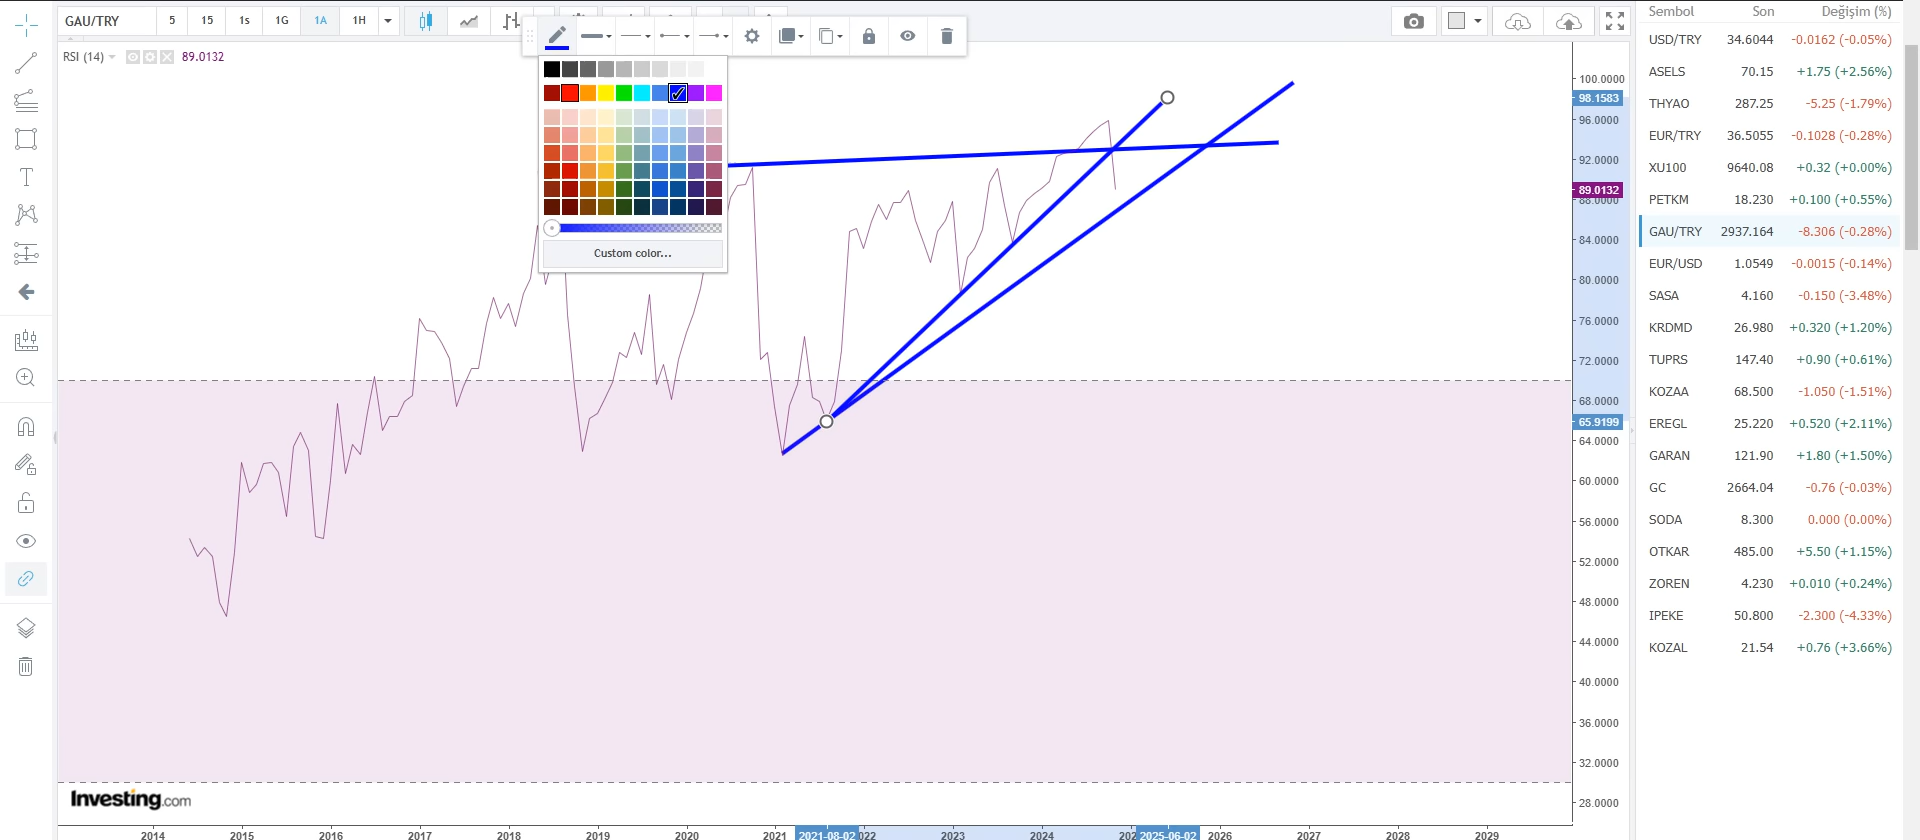 GAU/TRY 5 15 1s 1G 1A 1H
RSI (14) 89.0132
Custom color...
100.0000
98.1583
96.0000
92.0000
89.0132
88.0000
84.0000
80.0000
76.0000
72.0000
68.0000
65.9199
64.0000
60.0000
56.0000
52.0000
48.0000
44.0000
40.0000
36.0000
32.0000
28.0000
Investing.com
2014 2015 2016 2017 2018 2019 2020 2021 2021-08-02 22 2023 2024 202 2025-06-02 2026 2027 2028 2029
Sembol Son Değişim (%)
USD/TRY 34.6044 -0.0162 (-0.05%)
ASELS 70.15 +1.75 (+2.56%)
THYAO 287.25 -5.25 (-1.79%)
EUR/TRY 36.5055 -0.1028 (-0.28%)
XU100 9640.08 +0.32 (+0.00%)
PETKM 18.230 +0.100 (+0.55%)
GAU/TRY 2937.164 -8.306 (-0.28%)
EUR/USD 1.0549 -0.0015 (-0.14%)
SASA 4.160 -0.150 (-3.48%)
KRDMD 26.980 +0.320 (+1.20%)
TUPRS 147.40 +0.90 (+0.61%)
KOZAA 68.500 -1.050 (-1.51%)
EREGL 25.220 +0.520 (+2.11%)
GARAN 121.90 +1.80 (+1.50%)
GC 2664.04 -0.76 (-0.03%)
SODA 8.300 0.000 (0.00%)
OTKAR 485.00 +5.50 (+1.15%)
ZOREN 4.230 +0.010 (+0.24%)
IPEKE 50.800 -2.300 (-4.33%)
KOZAL 21.54 +0.76 (+3.66%)